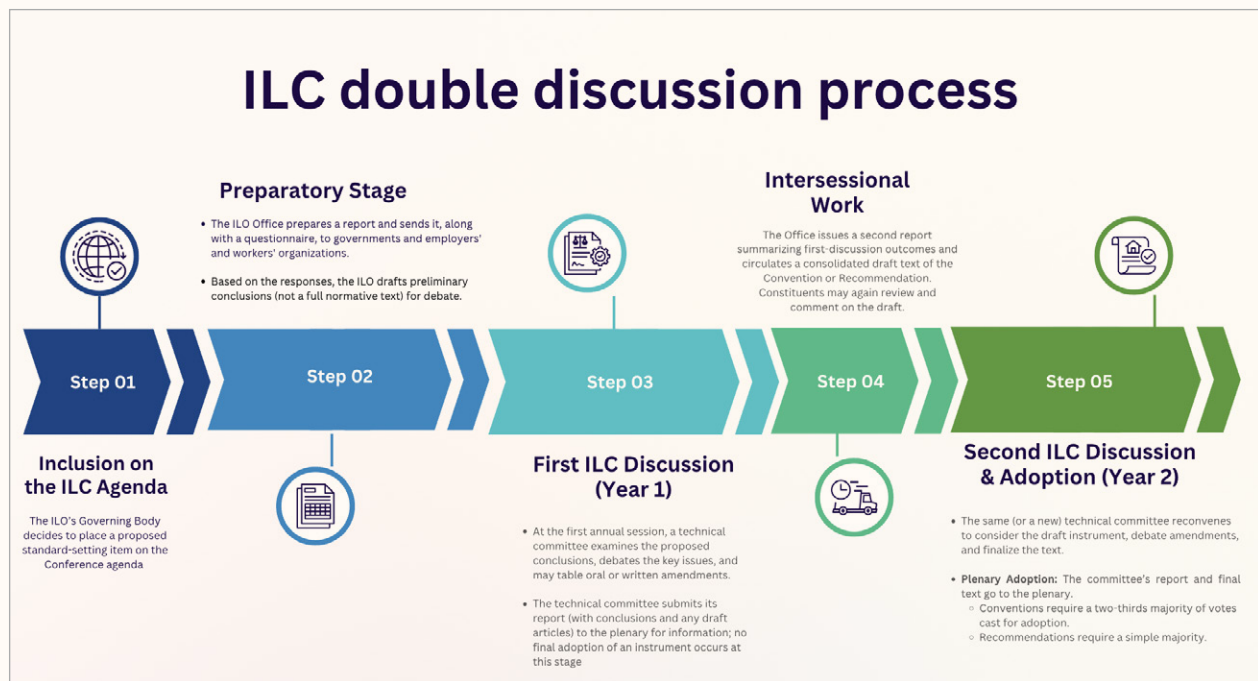 ILC double discussion process
Inclusion on
the ILC Agenda
The ILO's Governing Body
decides to place a proposed
standard-setting item on the
Conference agenda
Step 01
Preparatory Stage
• The ILO Office prepares a report and sends it, along
with a questionnaire, to governments and employers'
and workers' organizations.
• Based on the responses, the ILO drafts preliminary
conclusions (not a full normative text) for debate.
Step 02
Step 03
First ILC Discussion
(Year 1)
• At the first annual session, a technical
committee examines the proposed
conclusions, debates the key issues, and
may table oral or written amendments.
• The technical committee submits its
report (with conclusions and any draft
articles) to the plenary for information; no
final adoption of an instrument occurs at
this stage
Intersessional
Work
The Office issues a second report
summarizing first-discussion outcomes and
circulates a consolidated draft text of the
Convention or Recommendation.
Constituents may again review and
comment on the draft.
Step 04
Step 05
Second ILC Discussion
& Adoption (Year 2)
• The same (or a new) technical committee reconvenes
to consider the draft instrument, debate amendments,
and finalize the text.
• Plenary Adoption: The committee's report and final
text go to the plenary.
○ Conventions require a two-thirds majority of votes
cast for adoption.
○ Recommendations require a simple majority.